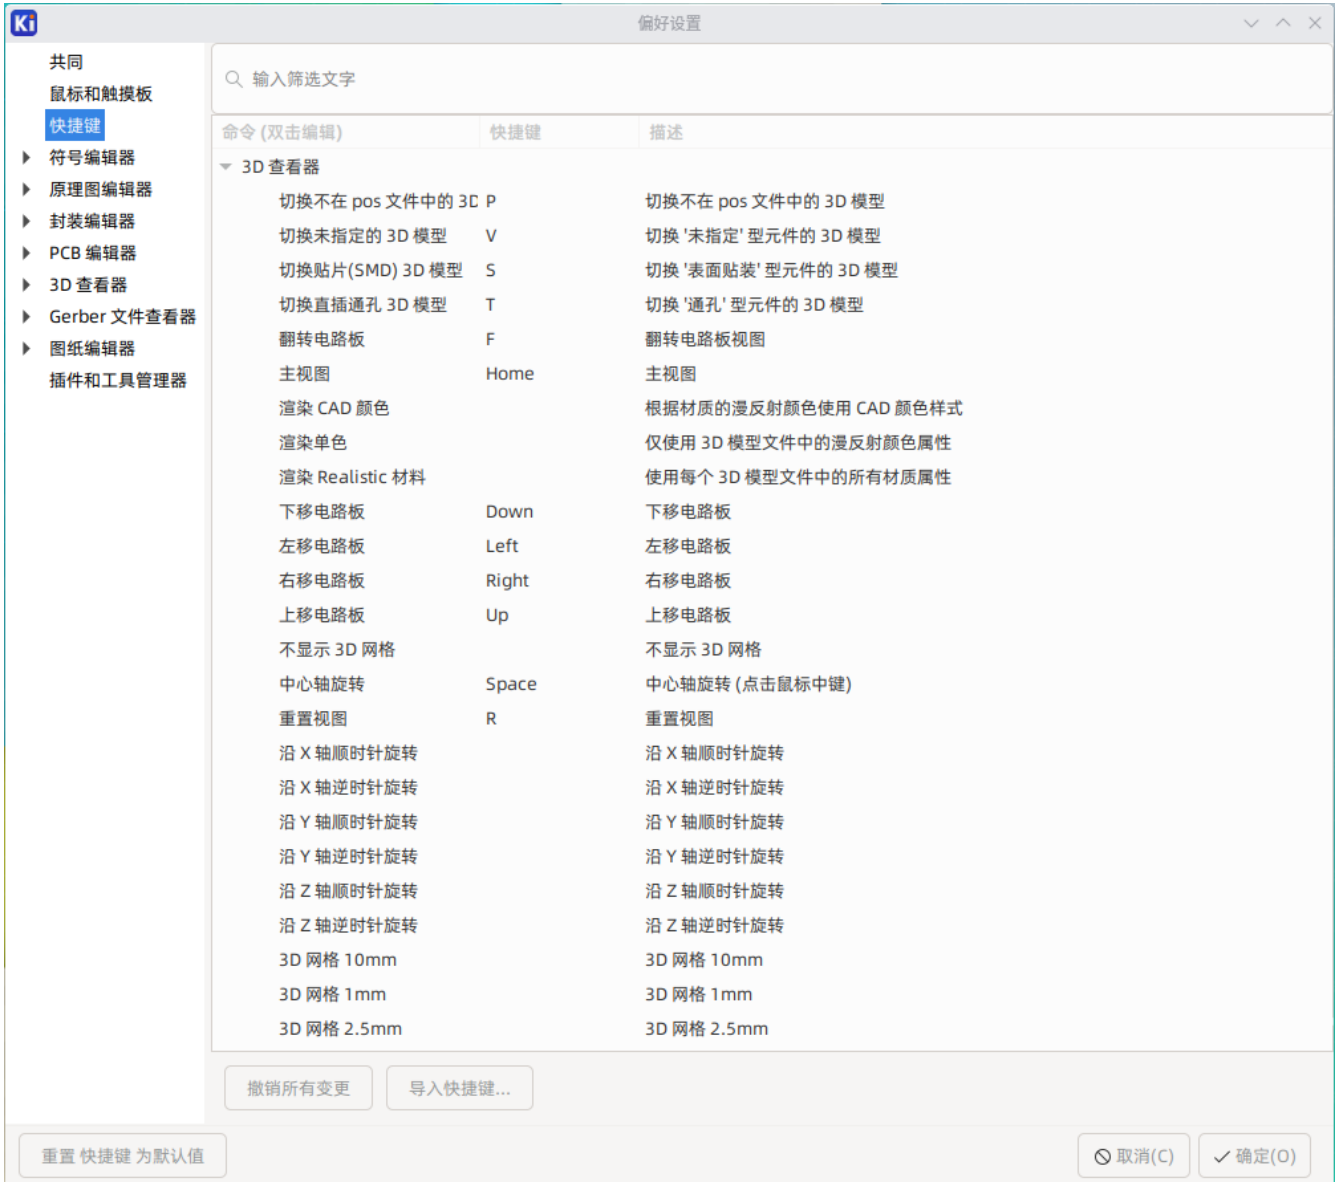 Ki 偏好设置
共同
鼠标和触摸板
快捷键
符号编辑器
原理图编辑器
封装编辑器
PCB 编辑器
3D 查看器
Gerber 文件查看器
图纸编辑器
插件和工具管理器
输入筛选文字
命令 (双击编辑) 快捷键 描述
3D 查看器
切换不在 pos 文件中的 3D P 切换不在 pos 文件中的 3D 模型
切换未指定的 3D 模型 V 切换 '未指定' 型元件的 3D 模型
切换贴片(SMD) 3D 模型 S 切换 '表面贴装' 型元件的 3D 模型
切换直插通孔 3D 模型 T 切换 '通孔' 型元件的 3D 模型
翻转电路板 F 翻转电路板视图
主视图 Home 主视图
渲染 CAD 颜色 根据材质的漫反射颜色使用 CAD 颜色样式
渲染单色 仅使用 3D 模型文件中的漫反射颜色属性
渲染 Realistic 材料 使用每个 3D 模型文件中的所有材质属性
下移电路板 Down 下移电路板
左移电路板 Left 左移电路板
右移电路板 Right 右移电路板
上移电路板 Up 上移电路板
不显示 3D 网格 不显示 3D 网格
中心轴旋转 Space 中心轴旋转 (点击鼠标中键)
重置视图 R 重置视图
沿 X 轴顺时针旋转 沿 X 轴顺时针旋转
沿 X 轴逆时针旋转 沿 X 轴逆时针旋转
沿 Y 轴顺时针旋转 沿 Y 轴顺时针旋转
沿 Y 轴逆时针旋转 沿 Y 轴逆时针旋转
沿 Z 轴顺时针旋转 沿 Z 轴顺时针旋转
沿 Z 轴逆时针旋转 沿 Z 轴逆时针旋转
3D 网格 10mm 3D 网格 10mm
3D 网格 1mm 3D 网格 1mm
3D 网格 2.5mm 3D 网格 2.5mm
撤销所有变更 导入快捷键...
重置 快捷键 为默认值 取消(C) 确定(O)